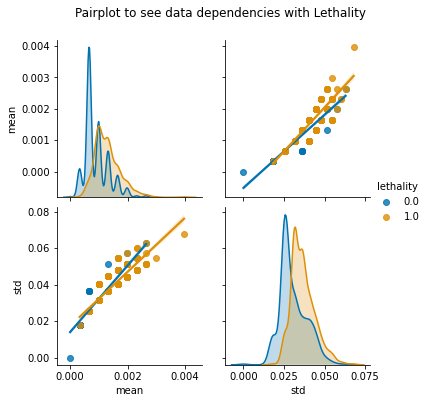 Pairplot to see data dependencies with Lethality
0.004
0.003
0.002
0.001
0.000
mean
lethality
0.0
1.0
0.08
0.06
0.04
0.02
0.00
std
0.000 0.002 0.004
mean
0.000 0.025 0.050 0.075
std